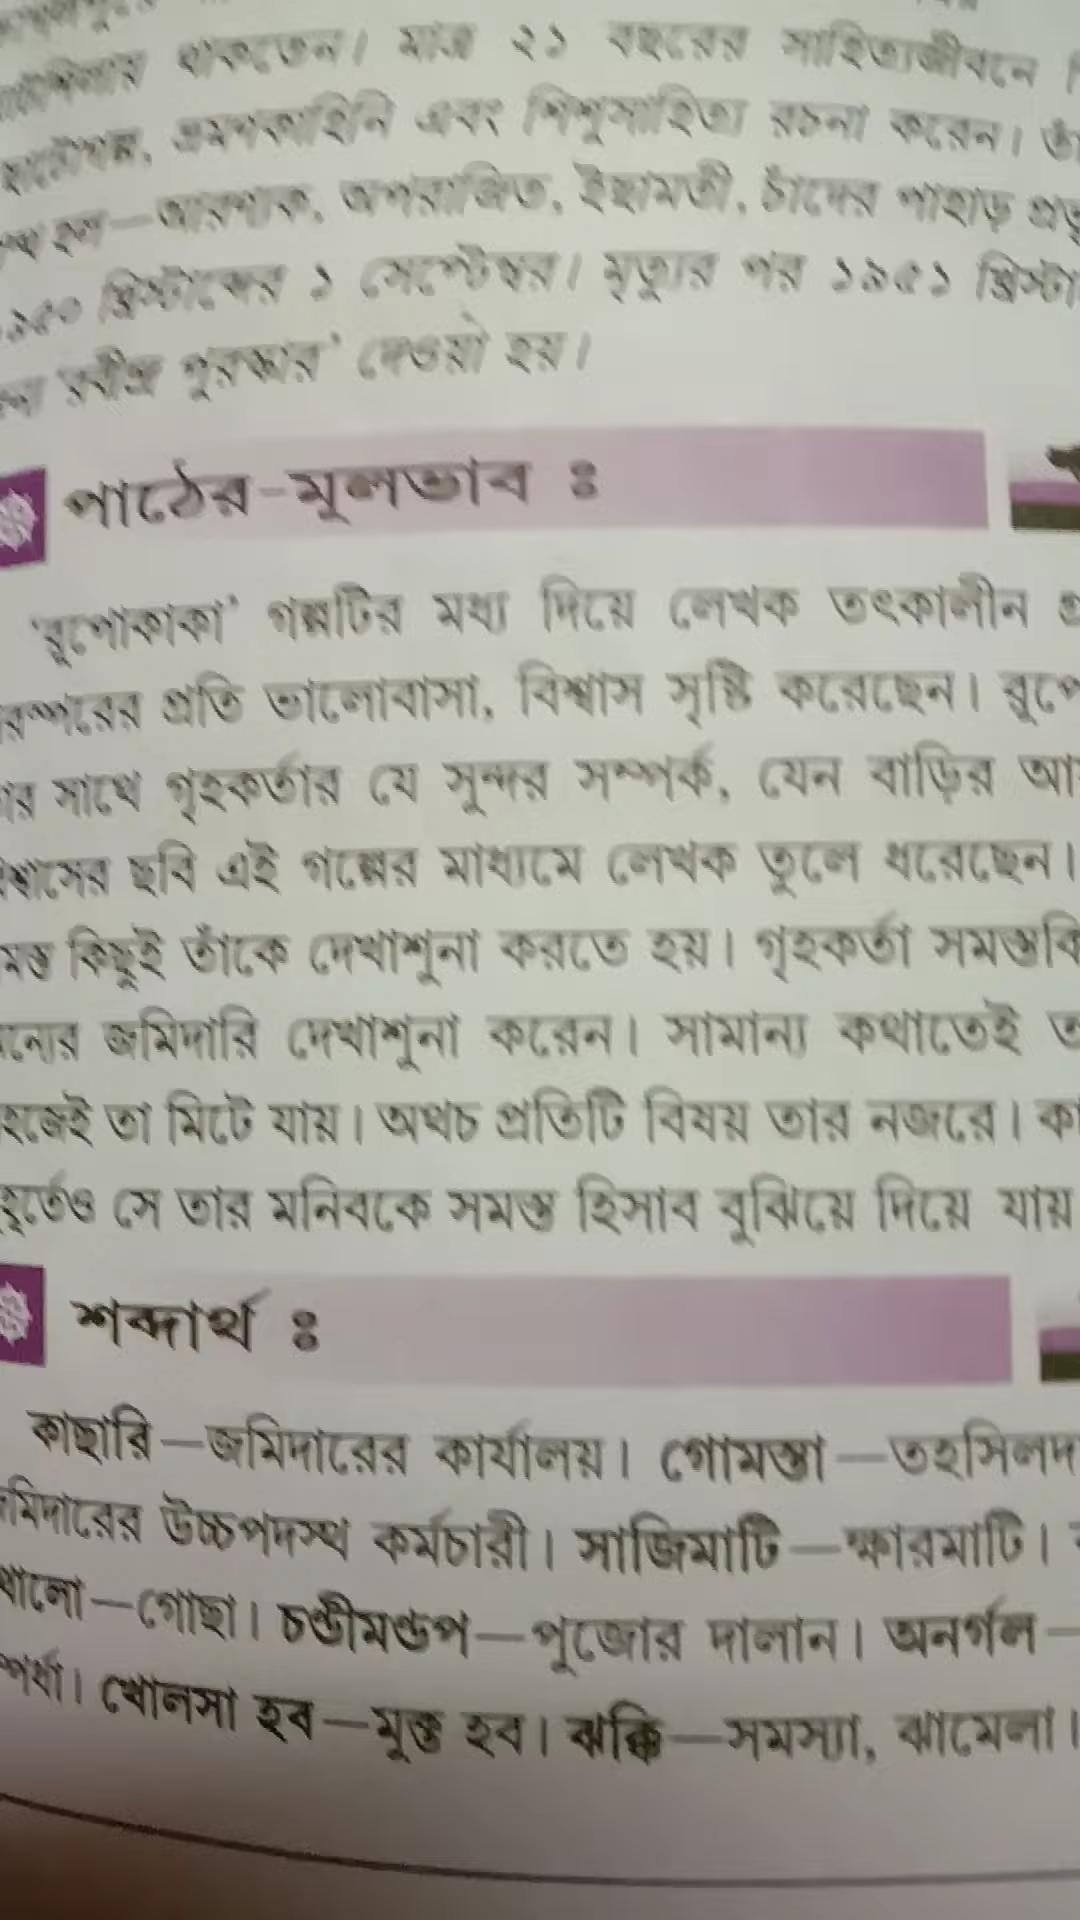 থাকতেন। মাত্র ২১ বছরের সাহিত্যজীবনে
ভ্রমণকাহিনি এবং শিশুসাহিত্য রচনা করেন।
হল—আরণ্যক, অপরাজিত, ইছামতী, চাঁদের পাহাড়
১৯৫০ খ্রিস্টাব্দের ১ সেপ্টেম্বর। মৃত্যুর পর ১৯৫১
'রবীন্দ্র পুরস্কার' দেওয়া হয়।
পাঠের-মূলভাব ঃ
'রুপোকাকা' গল্পটির মধ্য দিয়ে লেখক তৎকালীন
প্রতি ভালোবাসা, বিশ্বাস সৃষ্টি করেছেন।
সাথে গৃহকর্তার যে সুন্দর সম্পর্ক, যেন বাড়ির
ছবি এই গল্পের মাধ্যমে লেখক তুলে ধরেছেন।
কিছুই তাঁকে দেখাশুনা করতে হয়। গৃহকর্তা
জমিদারি দেখাশুনা করেন। সামান্য কথাতেই
তা মিটে যায়। অথচ প্রতিটি বিষয় তার নজরে।
সে তার মনিবকে সমস্ত হিসাব বুঝিয়ে দিয়ে যায়
শব্দার্থ ঃ
কাছারি—জমিদারের কার্যালয়। গোমস্তা—তহসিলদ
উচ্চপদস্থ কর্মচারী। সাজিমাটি—ক্ষারমাটি।
—গোছা। চণ্ডীমণ্ডপ—পুজোর দালান। অনর্গল—
খোলসা হব—মুক্ত হব। ঝক্কি—সমস্যা, ঝামেলা।